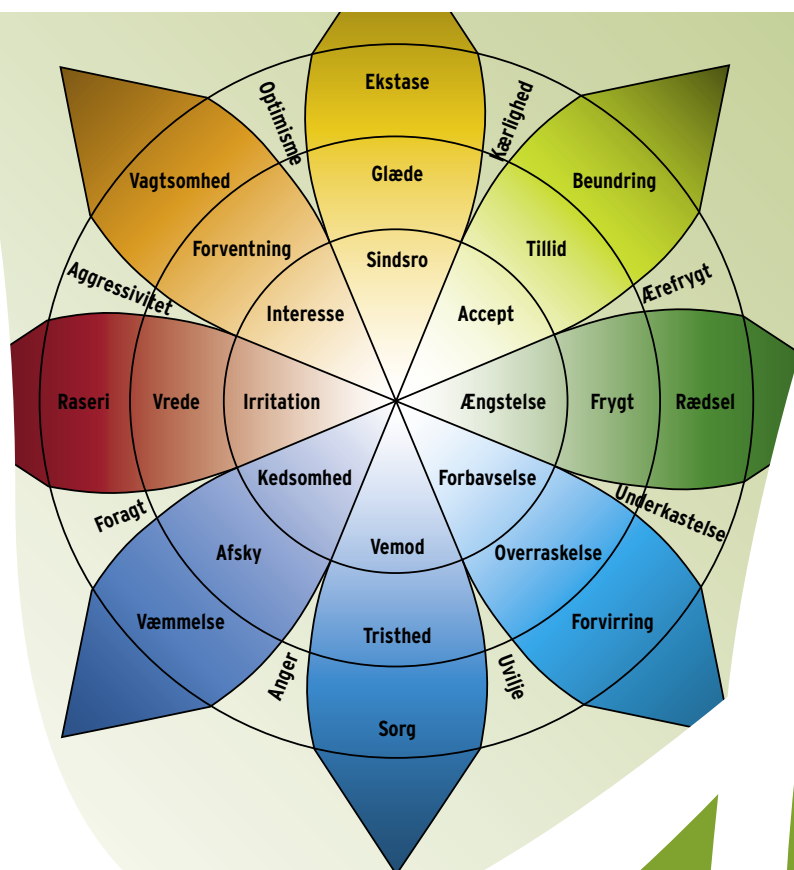 Ekstase
Optimisme
Kærlighed
Glæde
Vagtsomhed
Beundring
Forventning
Tillid
Sindsro
Aggressivitet
Ærefrygt
Interesse
Accept
Raseri
Vrede
Irritation
Ængstelse
Frygt
Rædsel
Kedsomhed
Forbavselse
Foragt
Underkastelse
Afsky
Vemod
Overraskelse
Væmmelse
Tristhed
Forvirring
Anger
Uvilje
Sorg